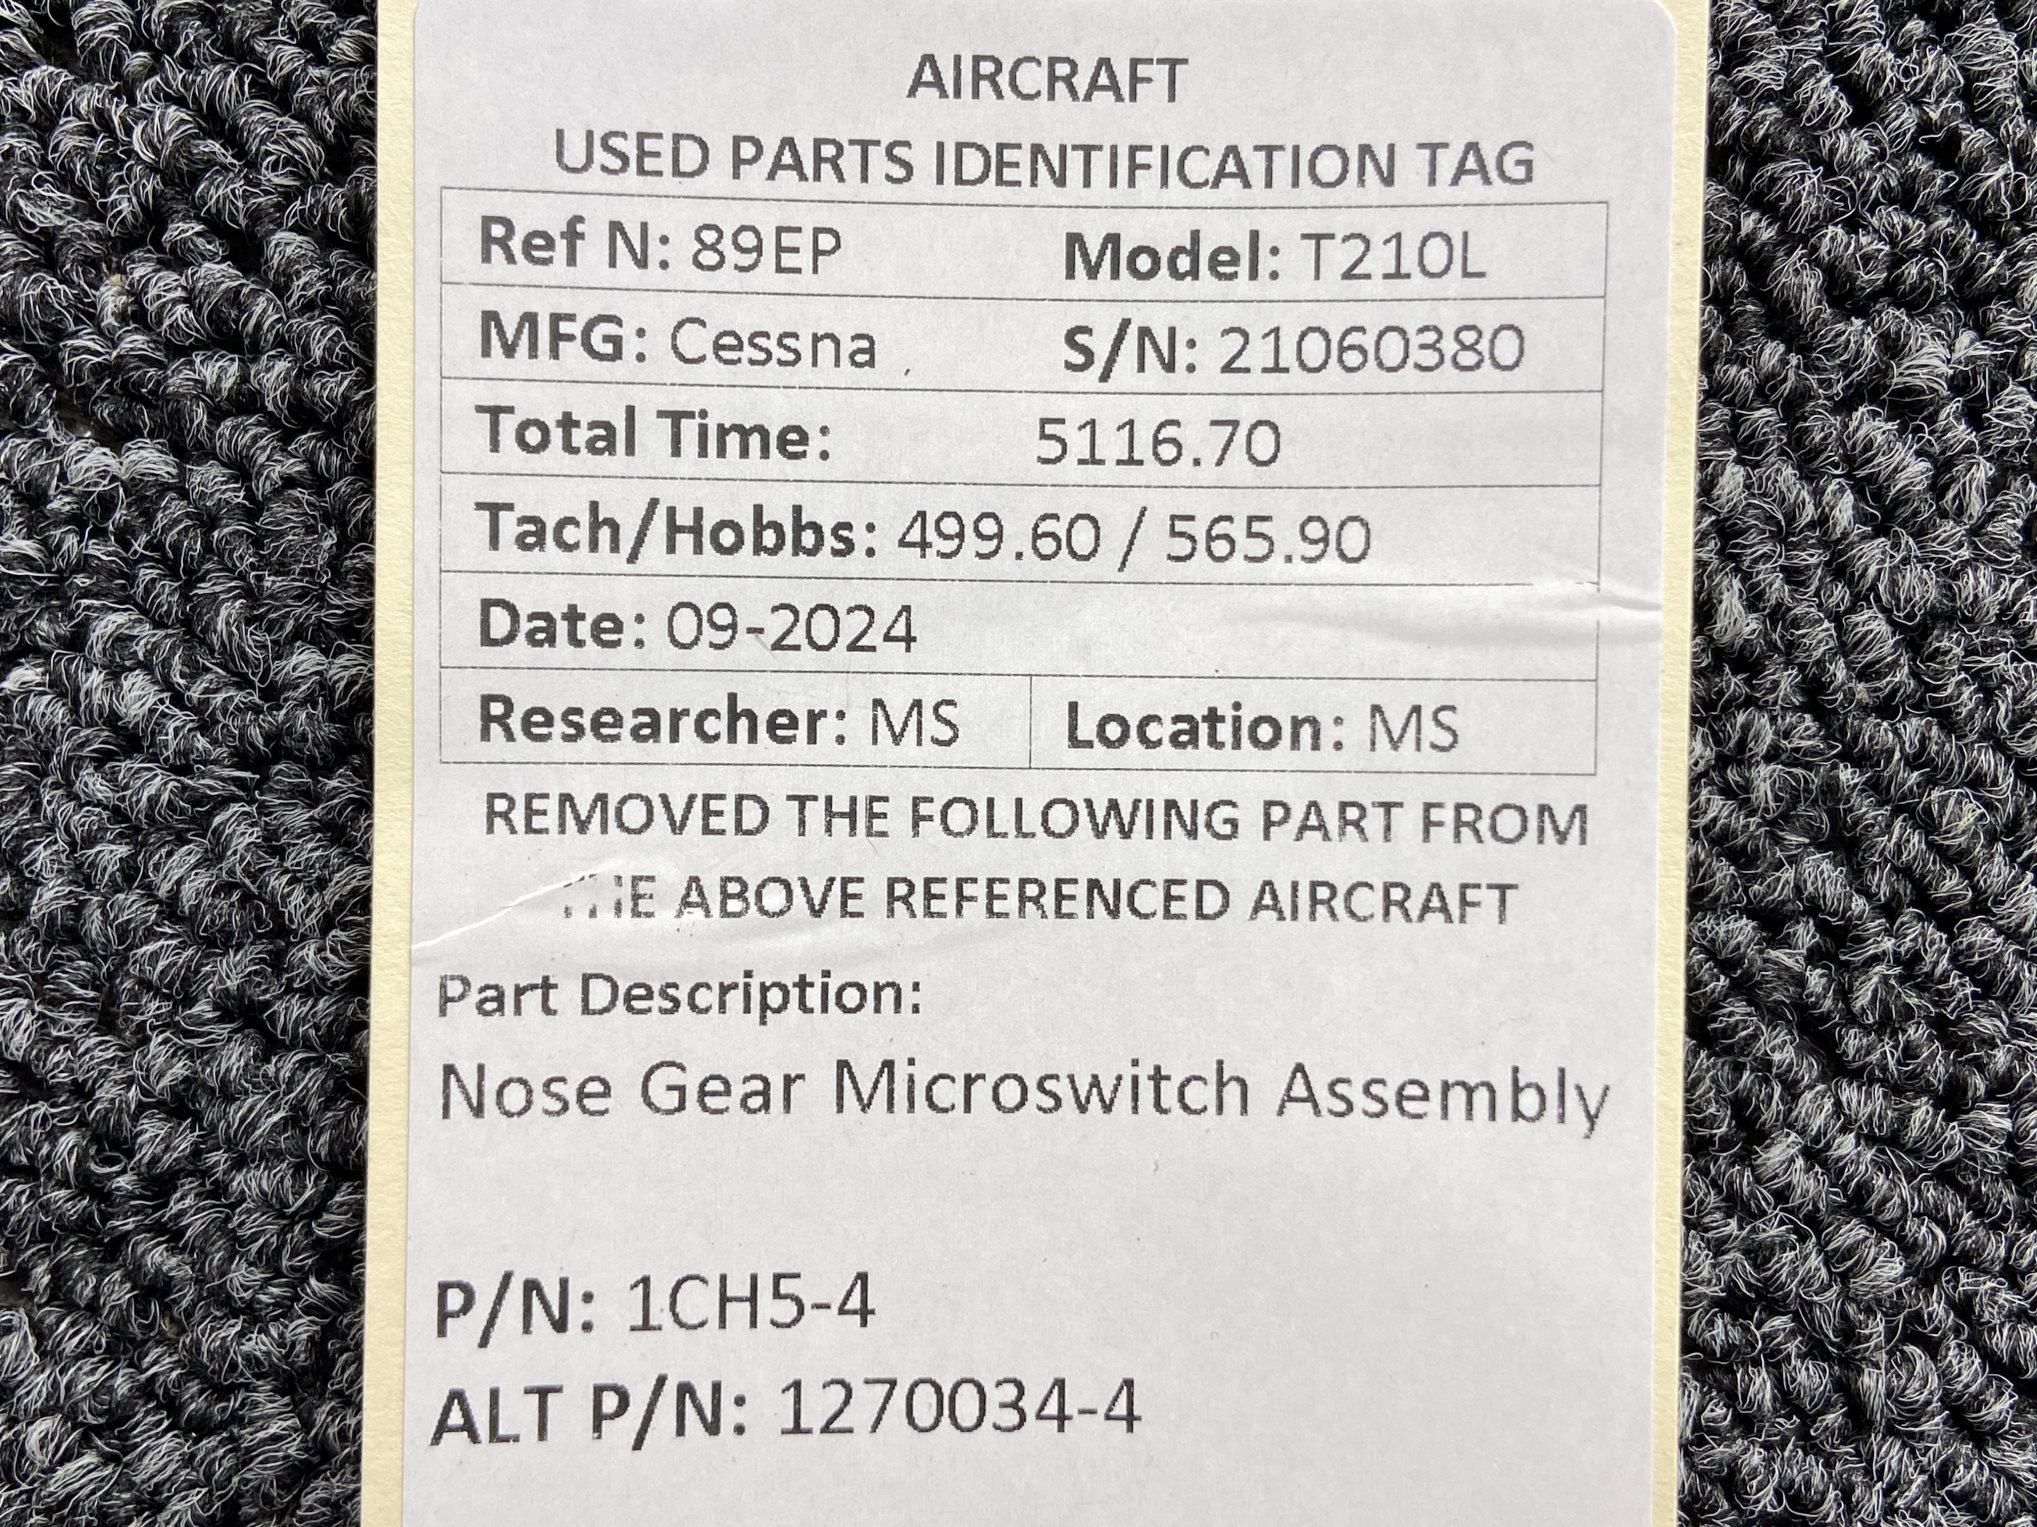 AIRCRAFT
USED PARTS IDENTIFICATION TAG
Ref N: 89EP Model: T210L
MFG: Cessna S/N: 21060380
Total Time: 5116.70
Tach/Hobbs: 499.60 / 565.90
Date: 09-2024
Researcher: MS Location: MS
REMOVED THE FOLLOWING PART FROM
THE ABOVE REFERENCED AIRCRAFT
Part Description:
Nose Gear Microswitch Assembly
P/N: 1CH5-4
ALT P/N: 1270034-4